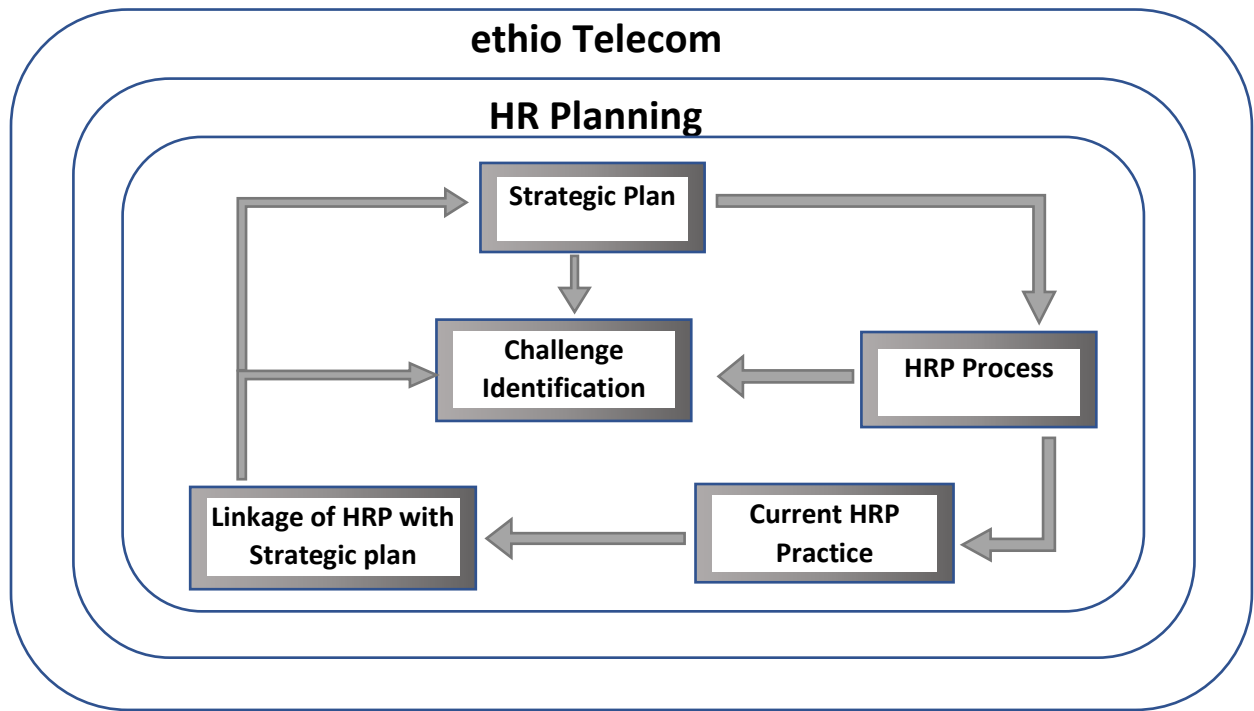 ethio Telecom
HR Planning
Strategic Plan
Challenge
Identification
HRP Process
Linkage of HRP with
Strategic plan
Current HRP
Practice